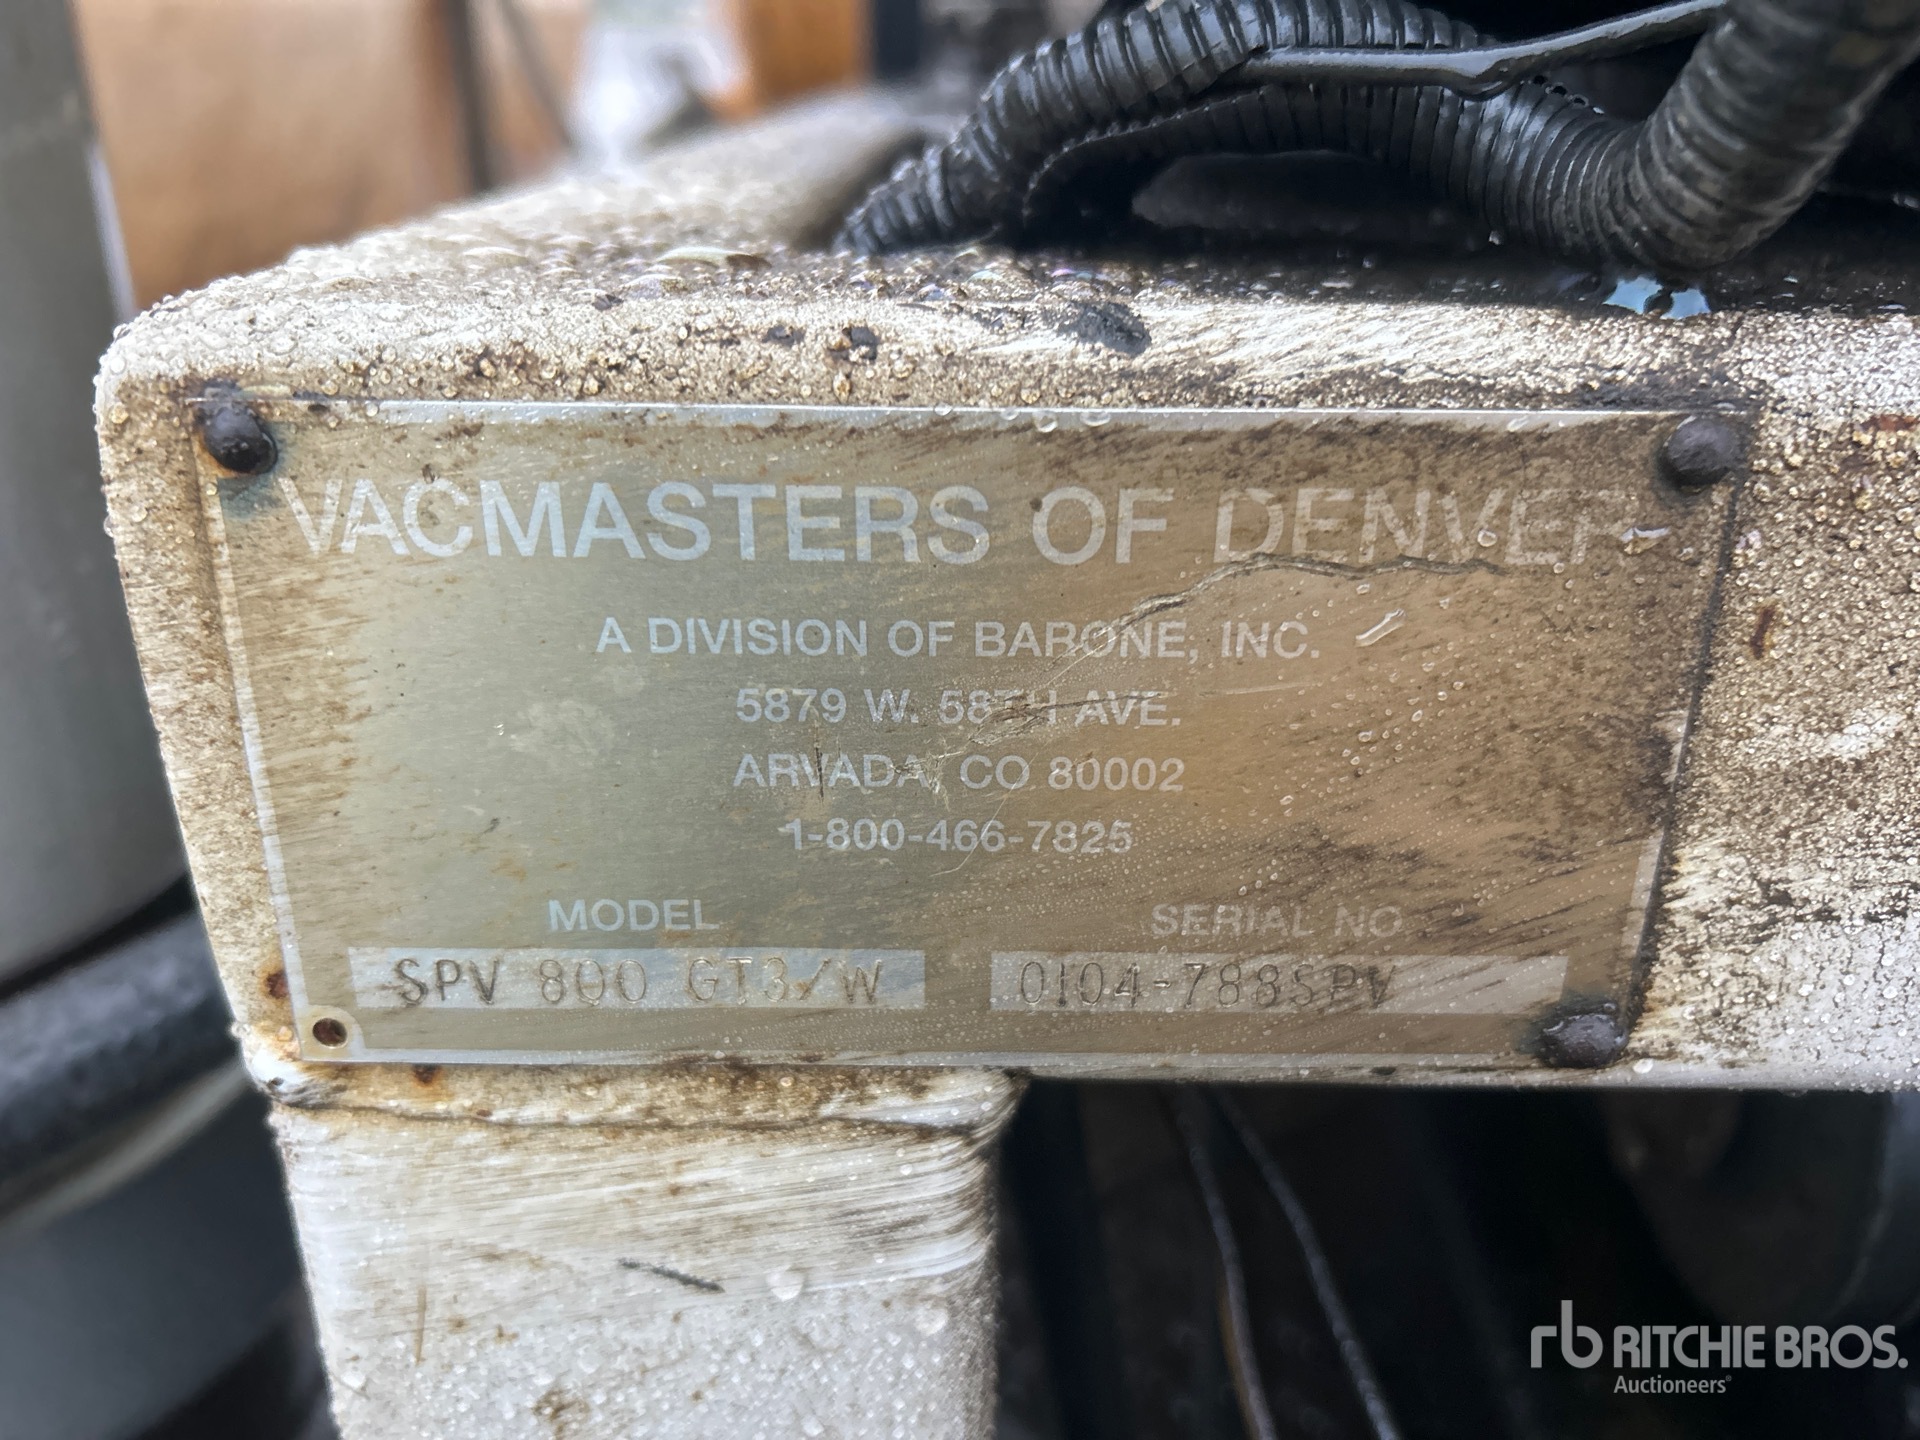 VACMASTERS OF DENVER
A DIVISION OF BARONE, INC.
5879 W. 58TH AVE.
ARVADA, CO 80002
1-800-466-7825
MODEL
SERIAL NO.
SPV 800 GT3/W
0104-788SPV
rb RITCHIE BROS.
Auctioneers